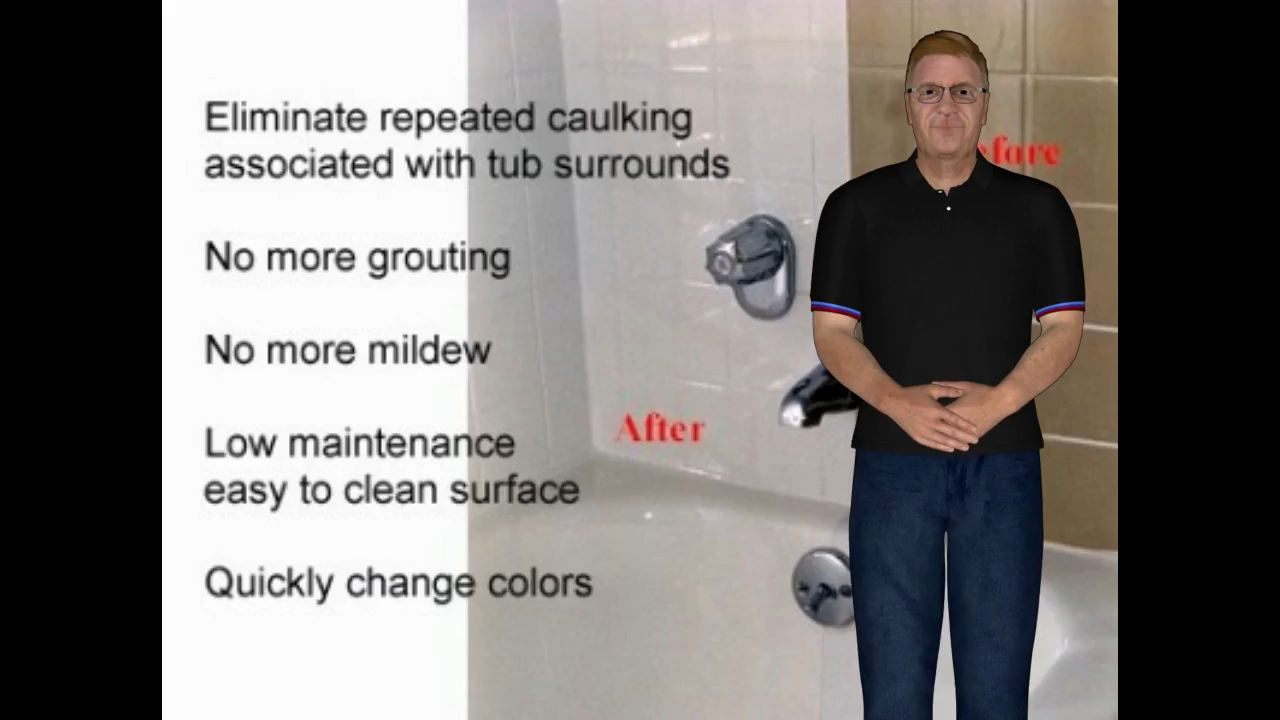 Eliminate repeated caulking
associated with tub surrounds
No more grouting
No more mildew
After
Low maintenance
easy to clean surface
Quickly change colors